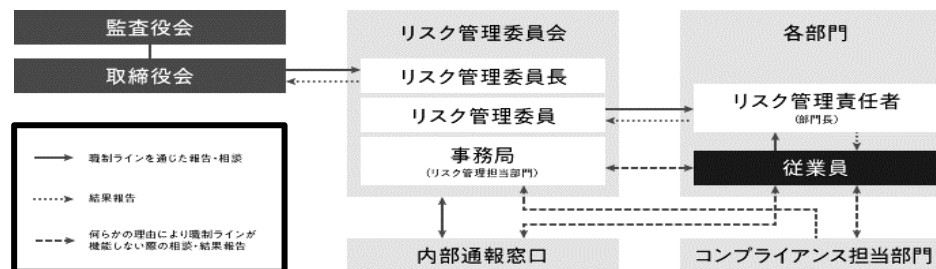 監査役会
取締役会
リスク管理委員会
リスク管理委員長
リスク管理委員
事務局
(リスク管理担当部門)
各部門
リスク管理責任者
(部門長)
従業員
内部通報窓口
コンプライアンス担当部門
職制ラインを通じた報告・相談
結果報告
何らかの理由により職制ラインが
機能しない際の相談・結果報告